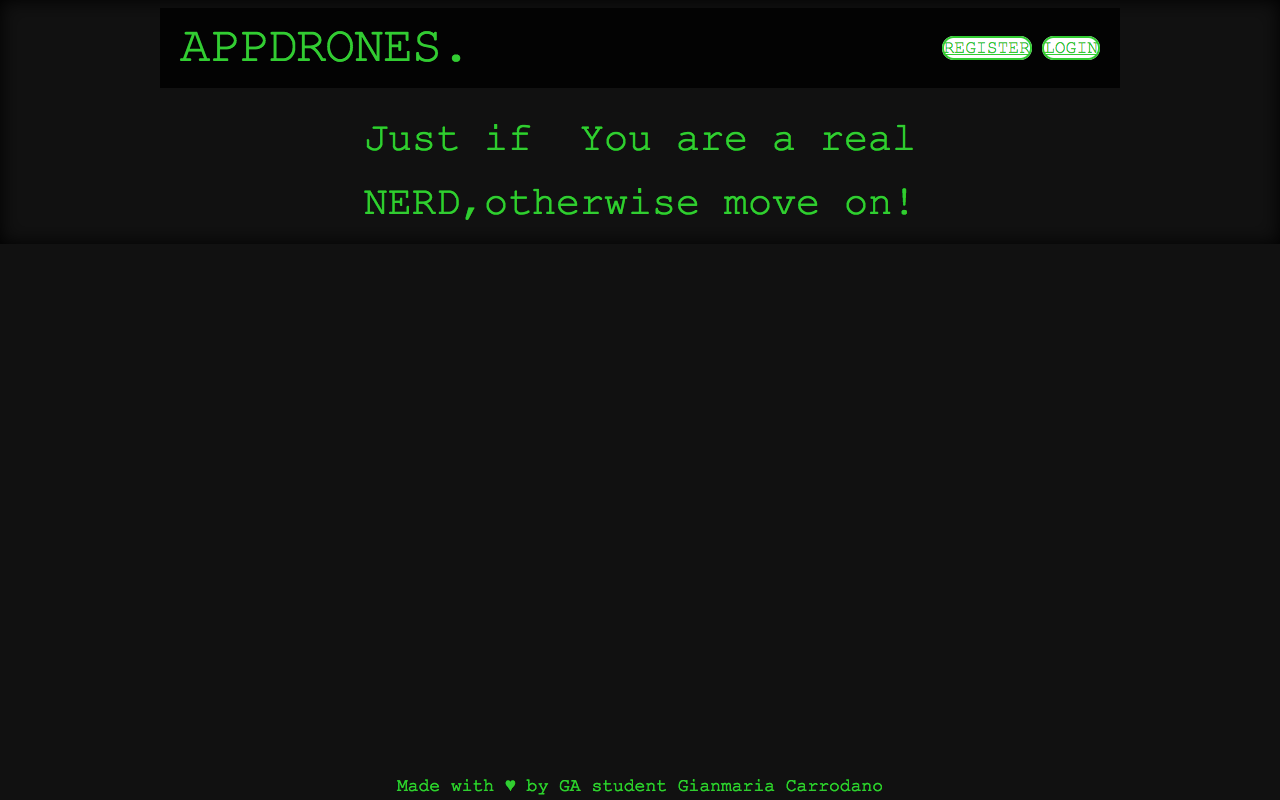 APPDRONES.
REGISTER LOGIN
Just if  You are a real
NERD,otherwise move on!
Made with ♥ by GA student Gianmaria Carrodano